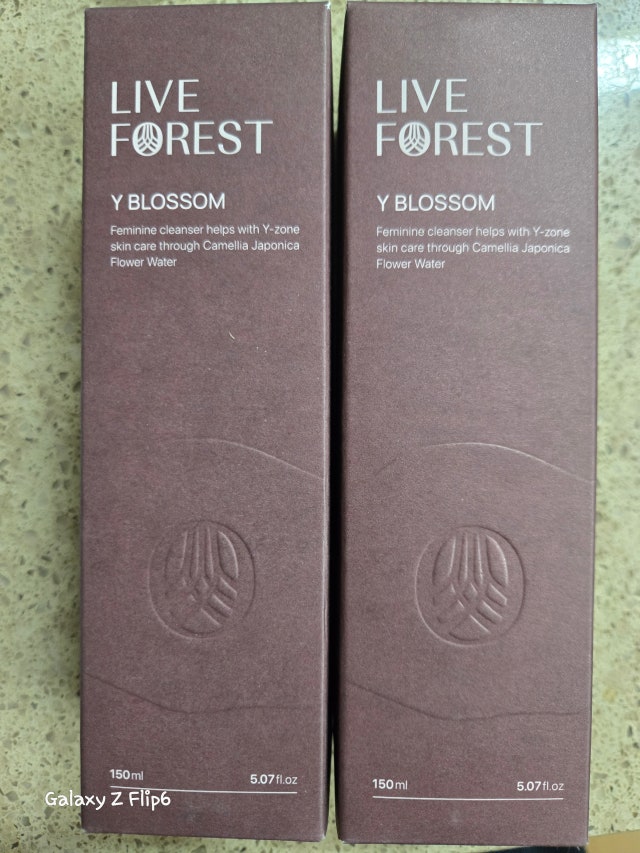 LIVE
FOREST
Y BLOSSOM
Feminine cleanser helps with Y-zone
skin care through Camellia Japonica
Flower Water
150ml 5.07fl.oz
LIVE
FOREST
Y BLOSSOM
Feminine cleanser helps with Y-zone
skin care through Camellia Japonica
Flower Water
150ml 5.07fl.oz
Galaxy Z Flip6